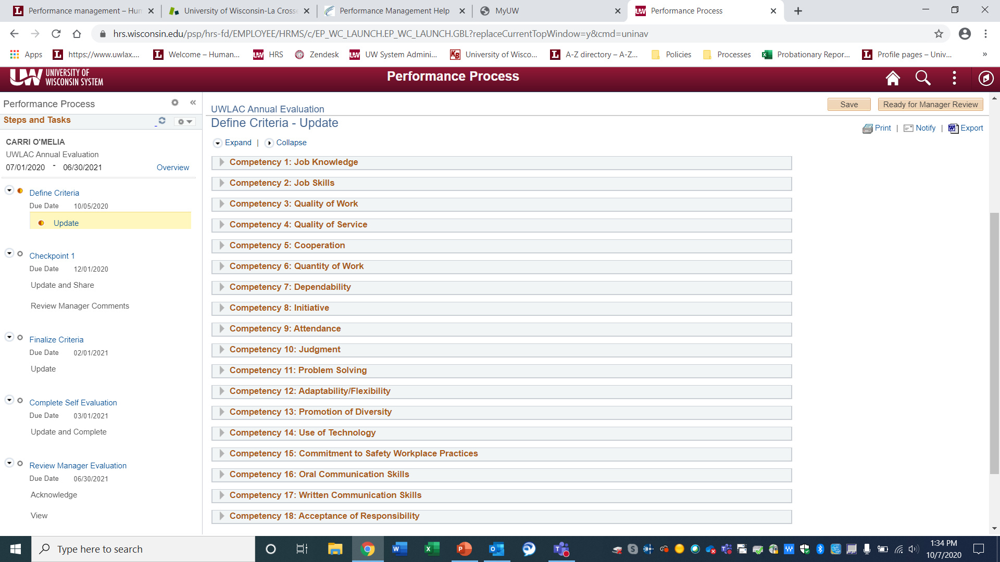 Performance management – Hum
University of Wisconsin-La Crosse
Performance Management Help
MyUW
Performance Process
hrs.wisconsin.edu/psp/hrs-fd/EMPLOYEE/HRMS/c/EP_WC_LAUNCH.EP_WC_LAUNCH.GBL?replaceCurrentTopWindow=y&cmd=uninav
Apps
https://www.uwlax....
Welcome – Human...
HRS
Zendesk
UW System Admini...
University of Wisco...
A-Z directory – A-Z...
Policies
Processes
Probationary Repor...
Profile pages – Univ...
»
UW UNIVERSITY OF
WISCONSIN SYSTEM
Performance Process
Performance Process
«
Steps and Tasks
CARRI O'MELIA
UWLAC Annual Evaluation
07/01/2020 - 06/30/2021 Overview
Define Criteria
Due Date 10/05/2020
Update
Checkpoint 1
Due Date 12/01/2020
Update and Share
Review Manager Comments
Finalize Criteria
Due Date 02/01/2021
Update
Complete Self Evaluation
Due Date 03/01/2021
Update and Complete
Review Manager Evaluation
Due Date 06/30/2021
Acknowledge
View
UWLAC Annual Evaluation
Save
Ready for Manager Review
Define Criteria - Update
Print | Notify | Export
Expand | Collapse
Competency 1: Job Knowledge
Competency 2: Job Skills
Competency 3: Quality of Work
Competency 4: Quality of Service
Competency 5: Cooperation
Competency 6: Quantity of Work
Competency 7: Dependability
Competency 8: Initiative
Competency 9: Attendance
Competency 10: Judgment
Competency 11: Problem Solving
Competency 12: Adaptability/Flexibility
Competency 13: Promotion of Diversity
Competency 14: Use of Technology
Competency 15: Commitment to Safety Workplace Practices
Competency 16: Oral Communication Skills
Competency 17: Written Communication Skills
Competency 18: Acceptance of Responsibility
Type here to search
1:34 PM
10/7/2020